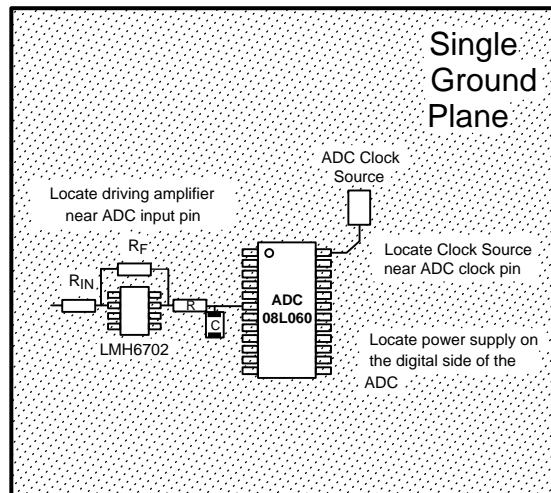 Single
Ground
Plane
ADC Clock
Source
Locate driving amplifier
near ADC input pin
RF
RIN
R
C
LMH6702
ADC
08L060
Locate Clock Source
near ADC clock pin
Locate power supply on
the digital side of the
ADC